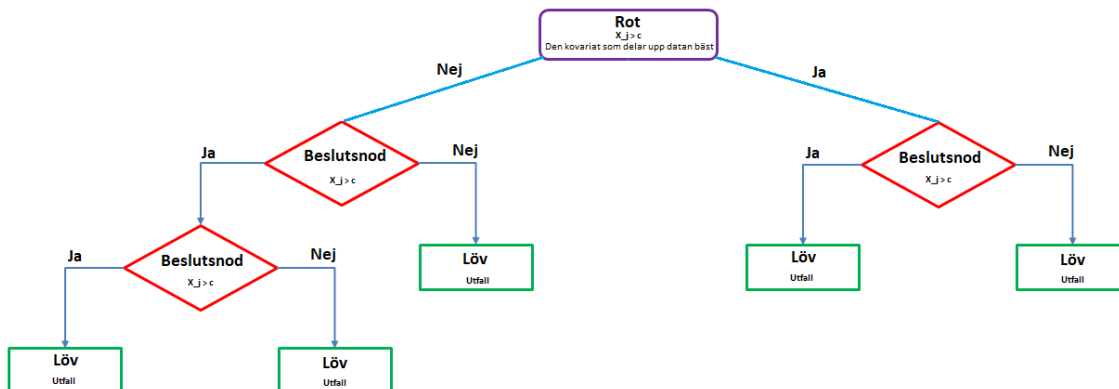 Rot
X_j > c
Den kovariat som delar upp datan bäst
Nej
Ja
Ja
Beslutsnod
X_j > c
Nej
Ja
Beslutsnod
X_j > c
Nej
Ja
Beslutsnod
X_j > c
Nej
Löv
Utfall
Löv
Utfall
Löv
Utfall
Löv
Utfall
Löv
Utfall